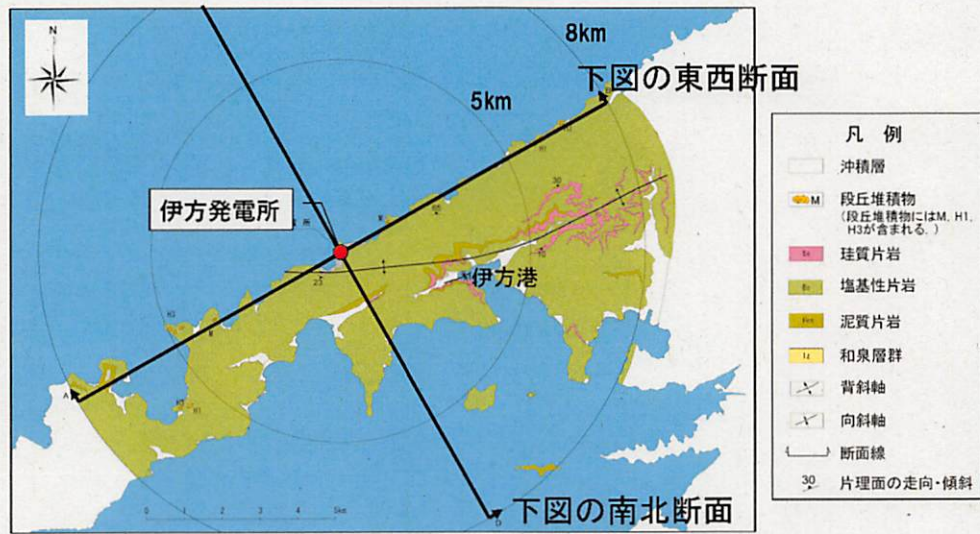 N
8km
下図の東西断面
5km
伊方発電所
所
伊方港
23
30
A
D
0 1 2 3 4 5km
下図の南北断面
凡 例
沖積層
M 段丘堆積物
(段丘堆積物にはM, H1,
H3が含まれる.)
珪質片岩
塩基性片岩
泥質片岩
和泉層群
背斜軸
向斜軸
断面線
30 片理面の走向・傾斜